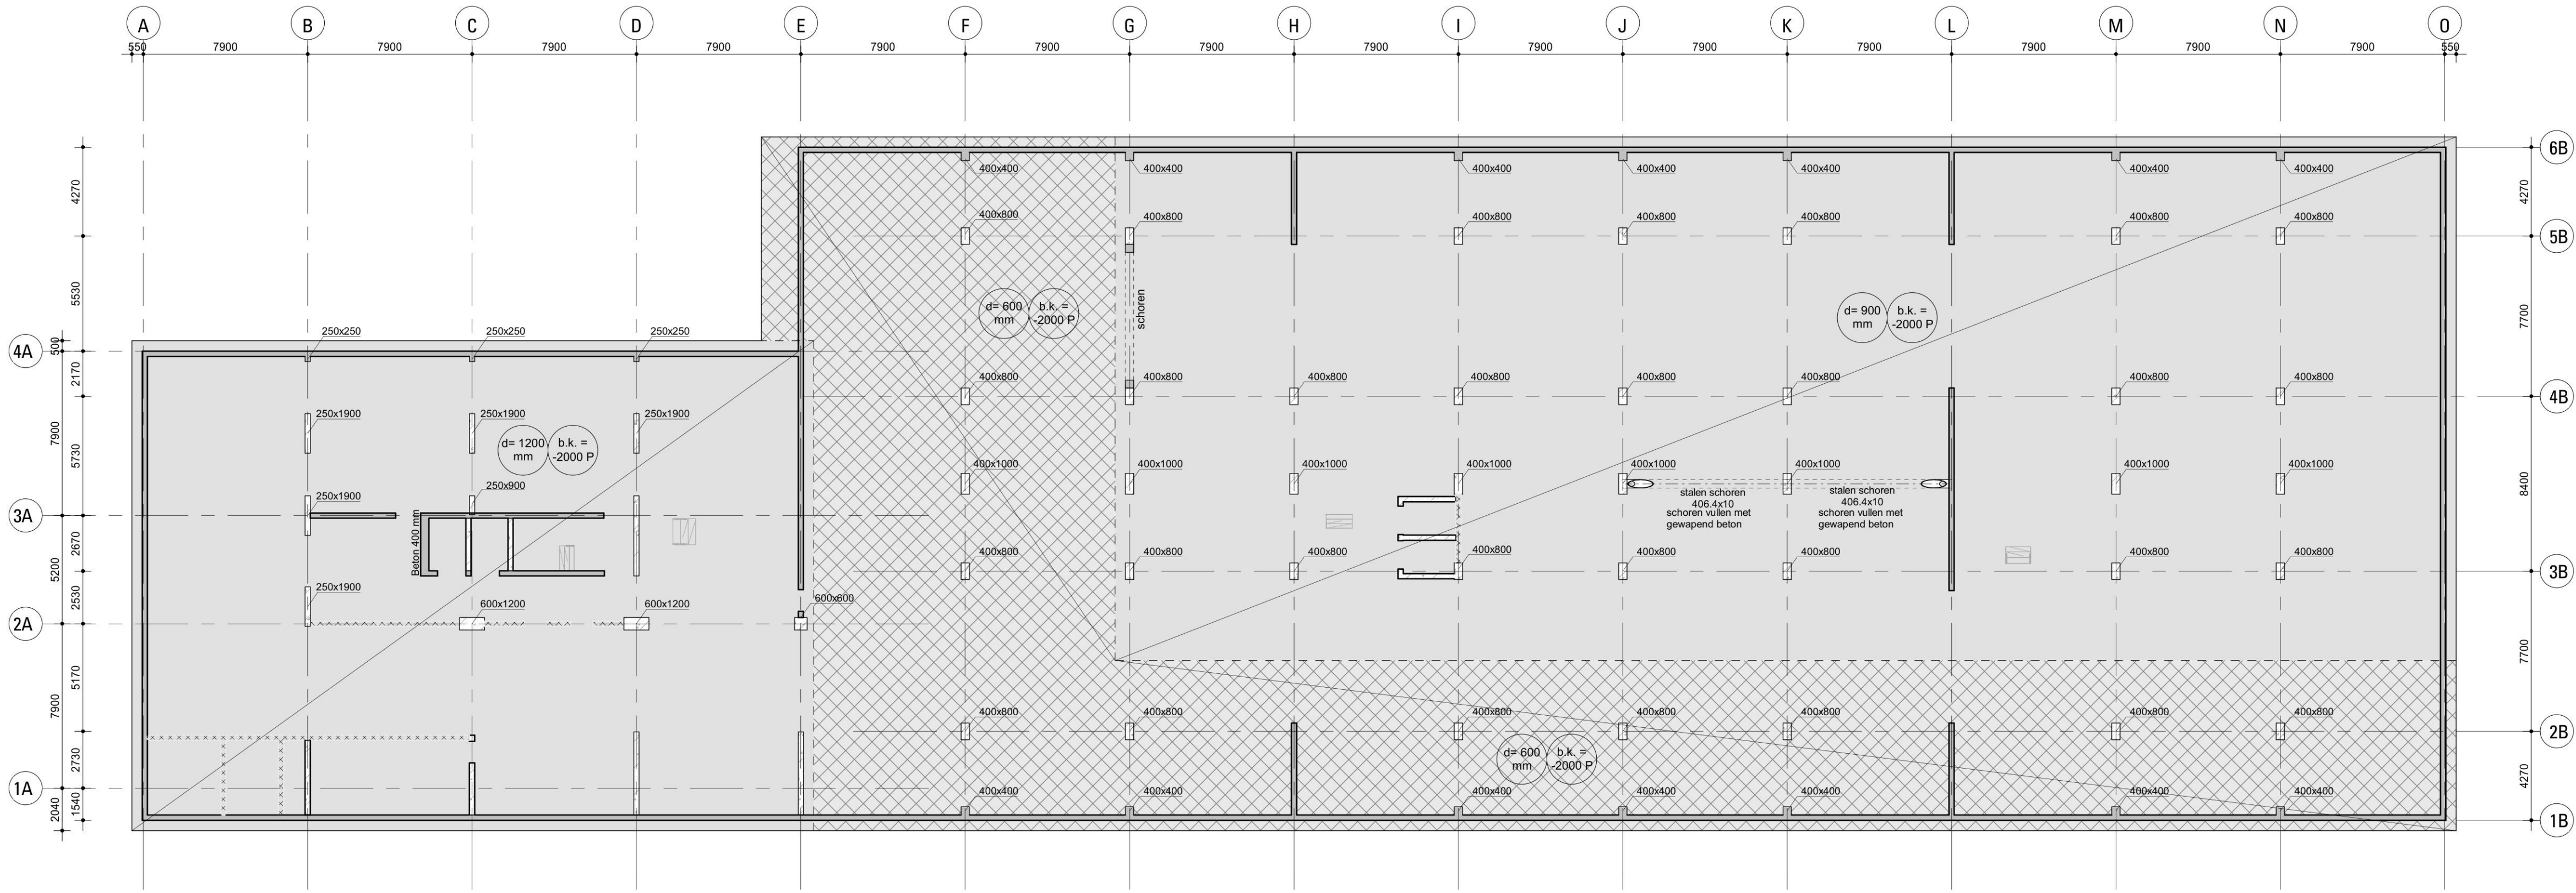 A B C D E F G H I J K L M N O
550 7900 7900 7900 7900 7900 7900 7900 7900 7900 7900 7900 7900 7900 7900 550
6B
400x400 400x400 400x400 400x400 400x400 400x400 400x400
4270 4270
400x800 400x800 400x800 400x800 400x800 400x800 400x800
5B
5530
schoren
d= 600 b.k. =
mm -2000 P
d= 900 b.k. =
mm -2000 P
7700
250x250 250x250 250x250
4A
500
2170
400x800 400x800 400x800 400x800 400x800 400x800 400x800 400x800
4B
250x1900 250x1900 250x1900
7900
5730
d= 1200 b.k. =
mm -2000 P
400x1000 400x1000 400x1000 400x1000 400x1000 400x1000 400x1000 400x1000
8400
250x1900 250x900
stalen schoren
406.4x10
schoren vullen met
gewapend beton
stalen schoren
406.4x10
schoren vullen met
gewapend beton
3A
Beton 400 mm
2670
5200
400x800 400x800 400x800 400x800 400x800 400x800 400x800 400x800
3B
250x1900
2530
600x1200 600x1200 600x600
2A
5170
7900
7700
400x800 400x800 400x800 400x800 400x800 400x800 400x800
2B
2730
d= 600 b.k. =
mm -2000 P
1A
400x400 400x400 400x400 400x400 400x400 400x400 400x400
4270
2040
1540
1B